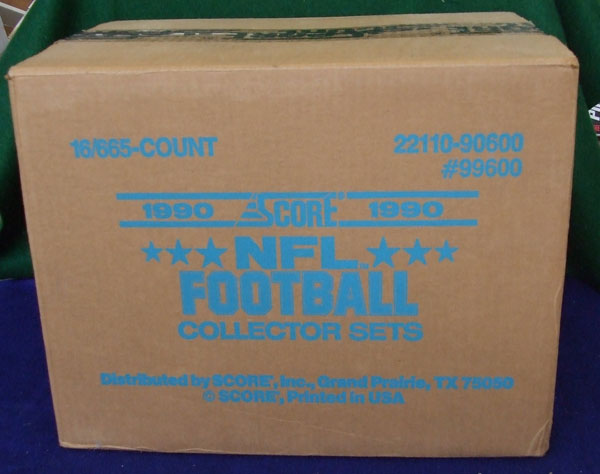 16/665-COUNT
22110-90600
#99600
1990 SCORE 1990
★★★ NFL™ ★★★
FOOTBALL
COLLECTOR SETS
Distributed by SCORE®, Inc., Grand Prairie, TX 75050
© SCORE®, Printed in USA